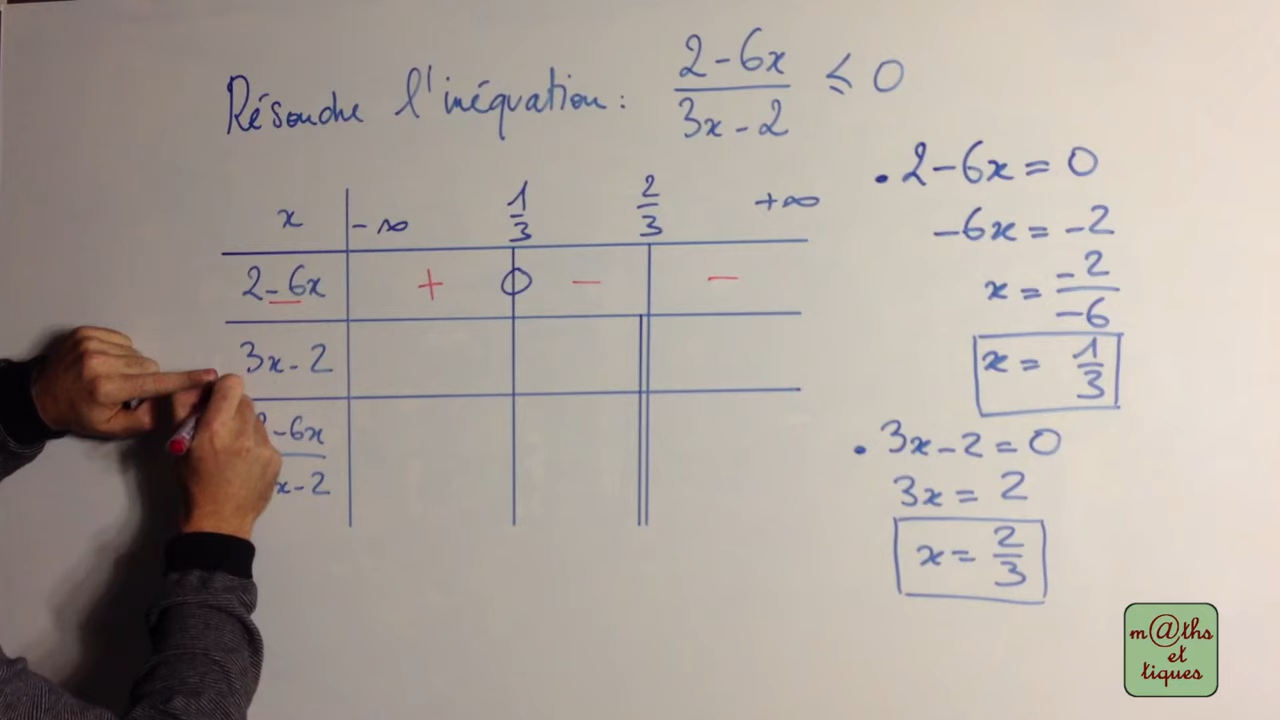 Résoudre l'inéquation : (2-6x)/(3x-2) ≤ 0
x | -∞ 1/3 2/3 +∞
2-6x | + 0 - -
3x-2
-6x
x-2
• 2-6x = 0
-6x = -2
x = -2/-6
x = 1/3
• 3x-2 = 0
3x = 2
x = 2/3
m@ths
et
tiques